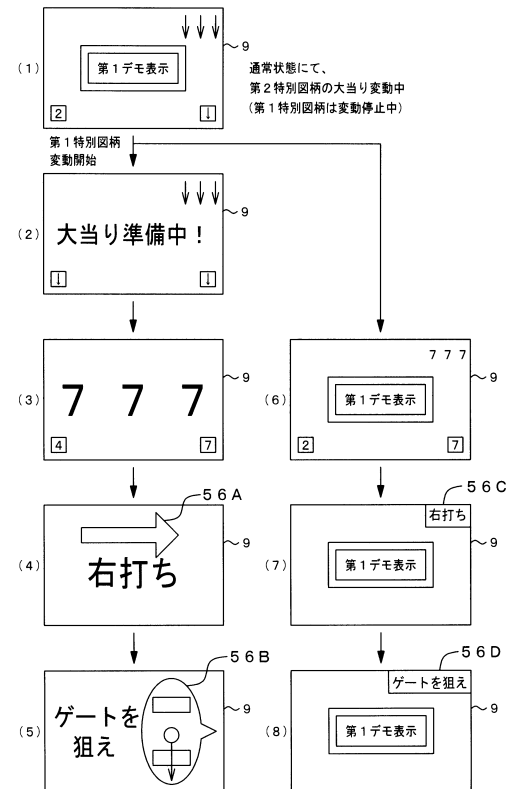 (1)
第1デモ表示
2
↓
↓↓↓
9
通常状態にて、
第2特別図柄の大当り変動中
(第1特別図柄は変動停止中)
第1特別図柄
変動開始
(2)
↓↓↓
9
大当り準備中!
↓
↓
(3)
7 7 7
9
4
7
(6)
7 7 7
9
第1デモ表示
2
7
(4)
56A
9
右打ち
(7)
56C
右打ち
9
第1デモ表示
(5)
56B
9
ゲートを
狙え
(8)
56D
ゲートを狙え
9
第1デモ表示